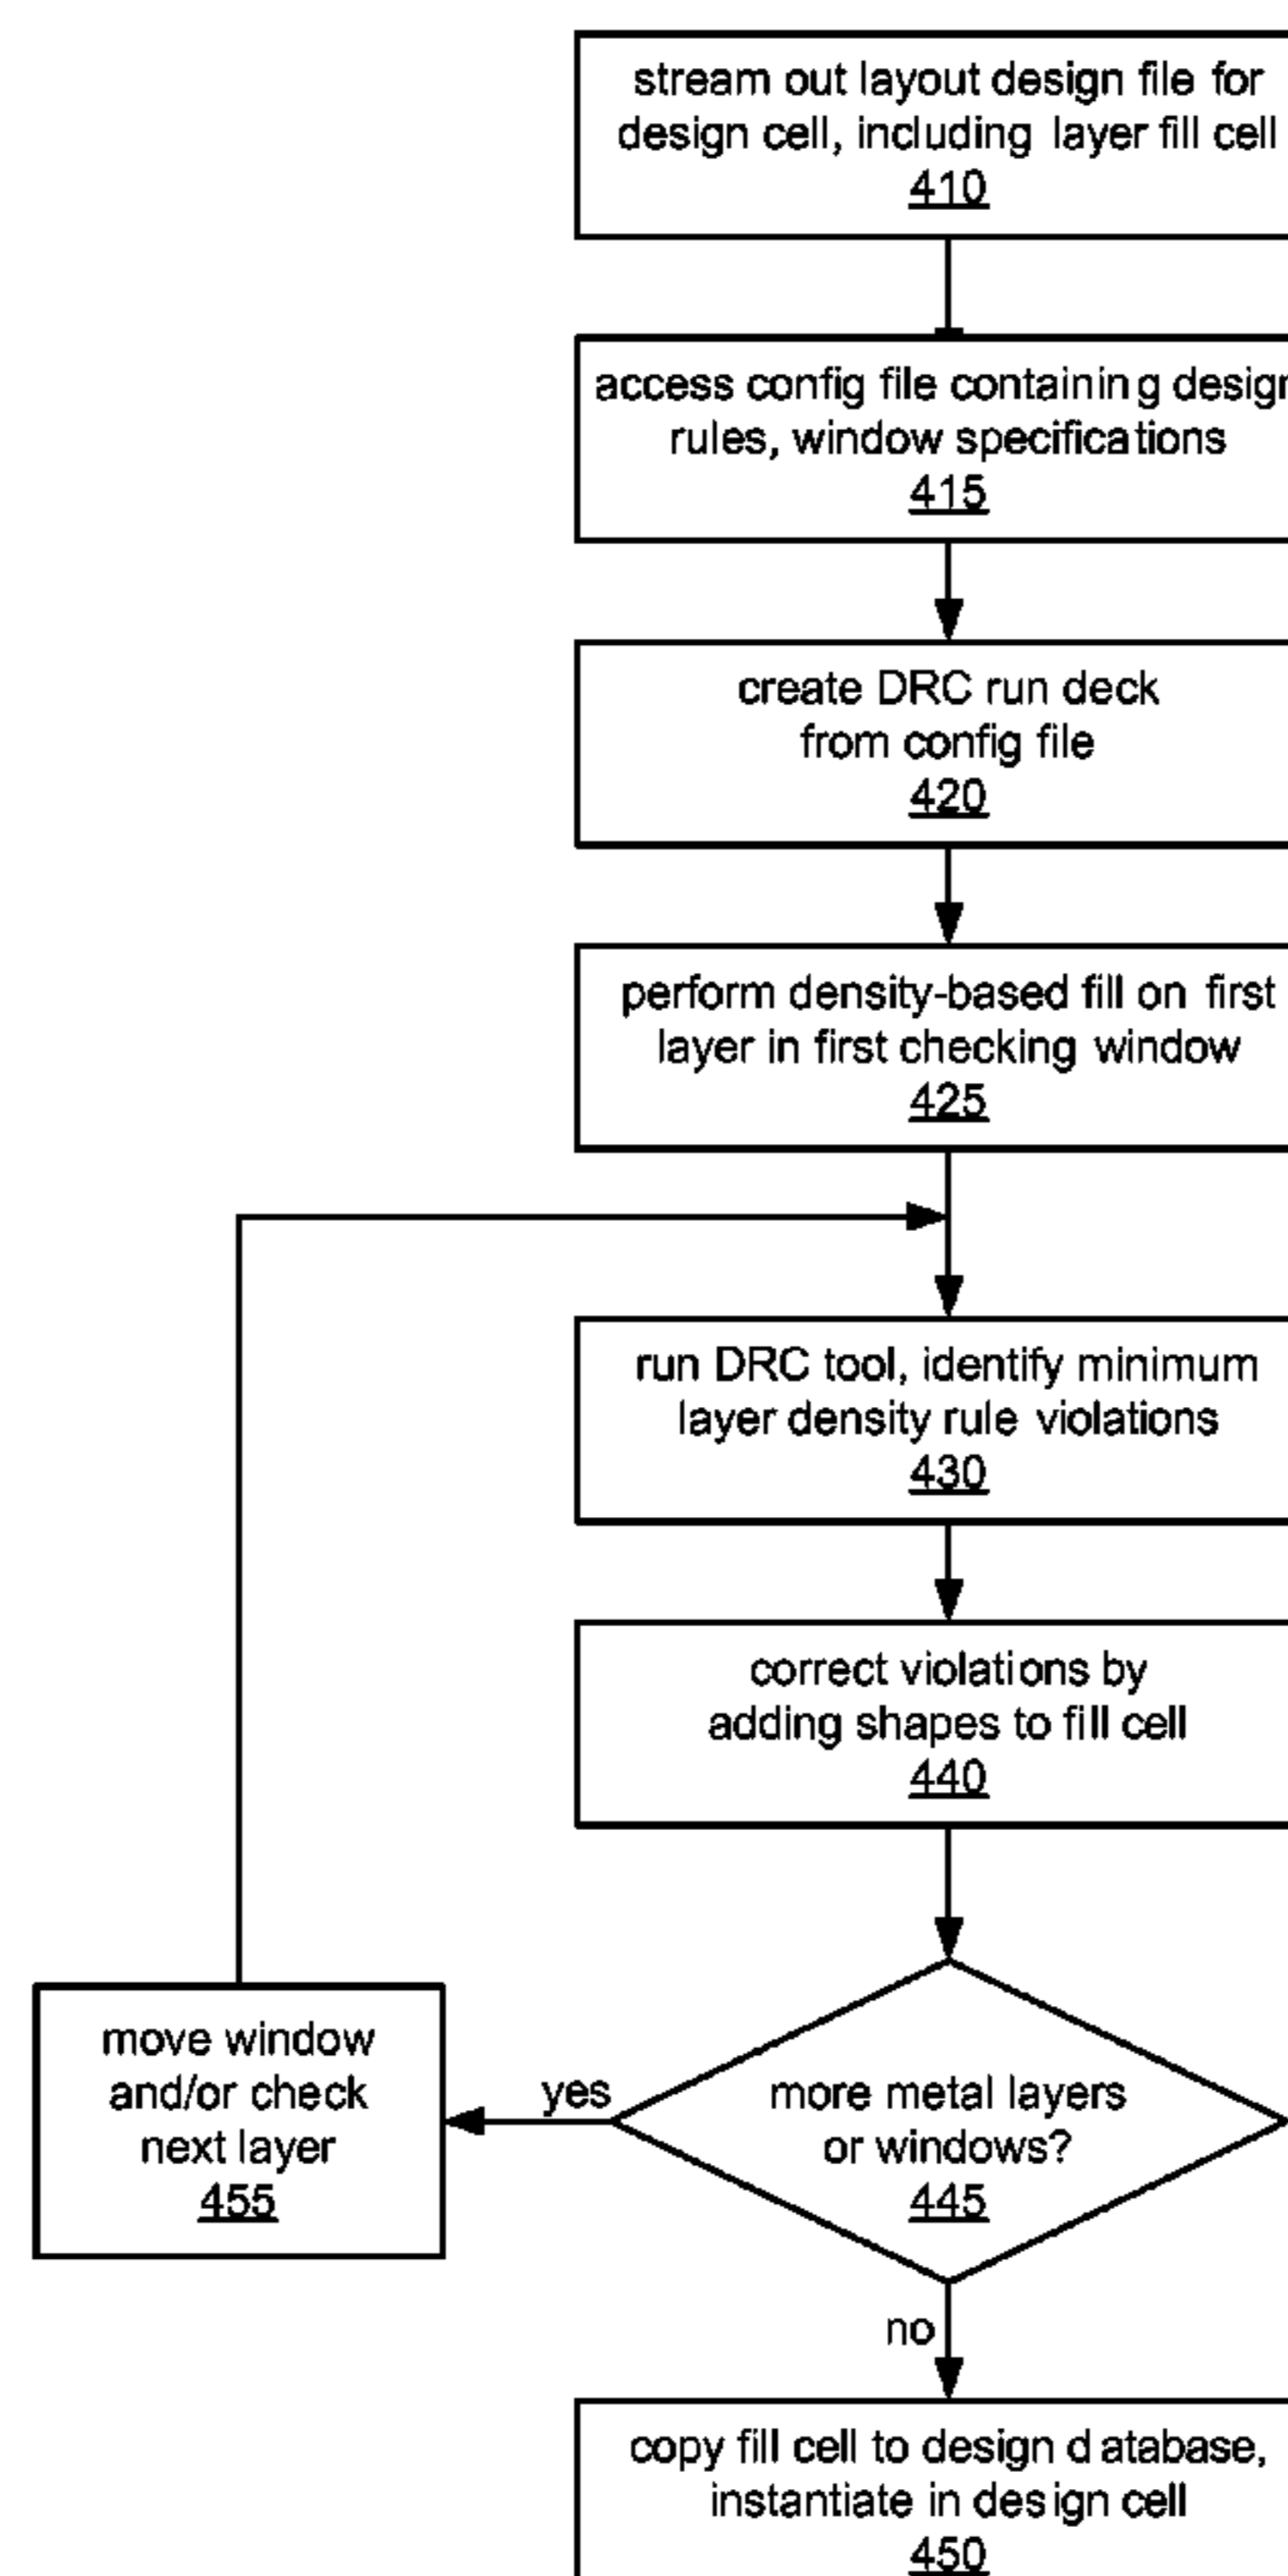 stream out layout design file for
design cell, including layer fill cell
410
access config file containing design
rules, window specifications
415
create DRC run deck
from config file
420
perform density-based fill on first
layer in first checking window
425
run DRC tool, identify minimum
layer density rule violations
430
correct violations by
adding shapes to fill cell
440
more metal layers
or windows?
445
yes
move window
and/or check
next layer
455
no
copy fill cell to design database,
instantiate in design cell
450